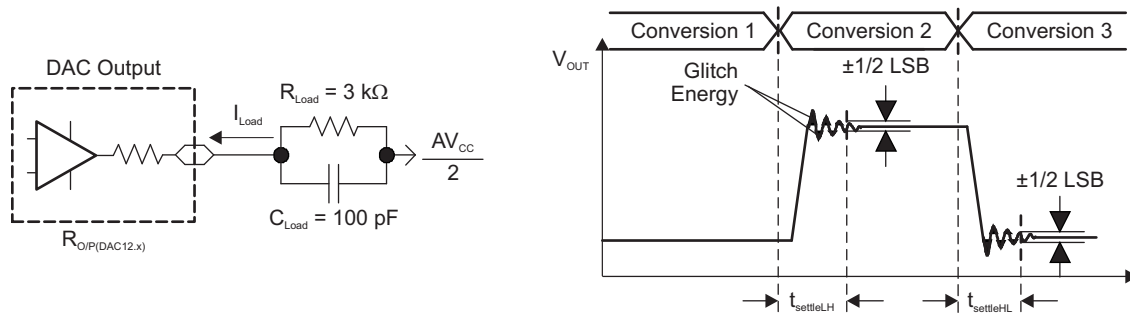 DAC Output
I_Load
R_Load = 3 kΩ
AV_CC
2
C_Load = 100 pF
R_O/P(DAC12.x)
Conversion 1
Conversion 2
Conversion 3
V_OUT
Glitch
Energy
±1/2 LSB
±1/2 LSB
t_settleLH
t_settleHL